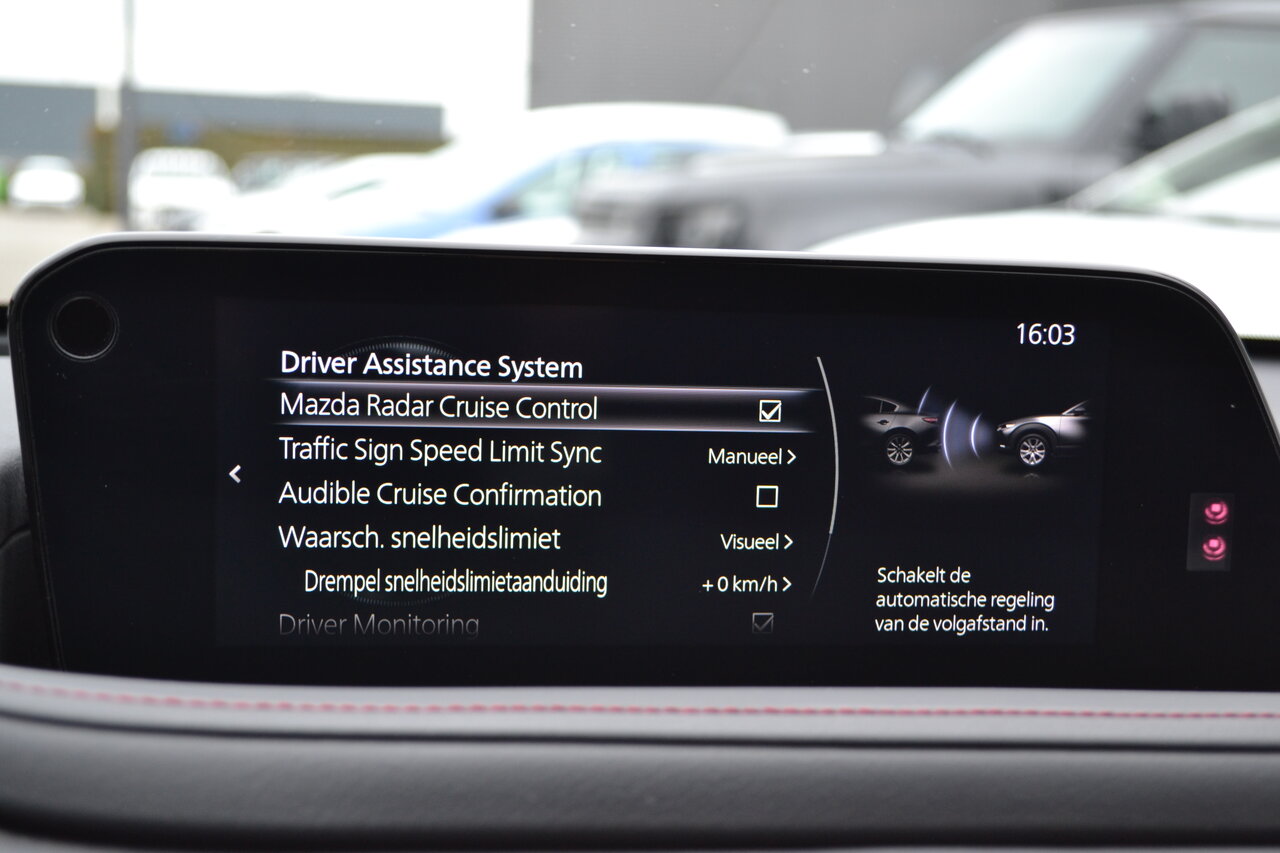 16:03
Driver Assistance System
Mazda Radar Cruise Control
Traffic Sign Speed Limit Sync Manueel >
Audible Cruise Confirmation
Waarsch. snelheidslimiet Visueel >
Drempel snelheidslimietaanduiding +0 km/h >
Driver Monitoring
Schakelt de
automatische regeling
van de volgafstand in.